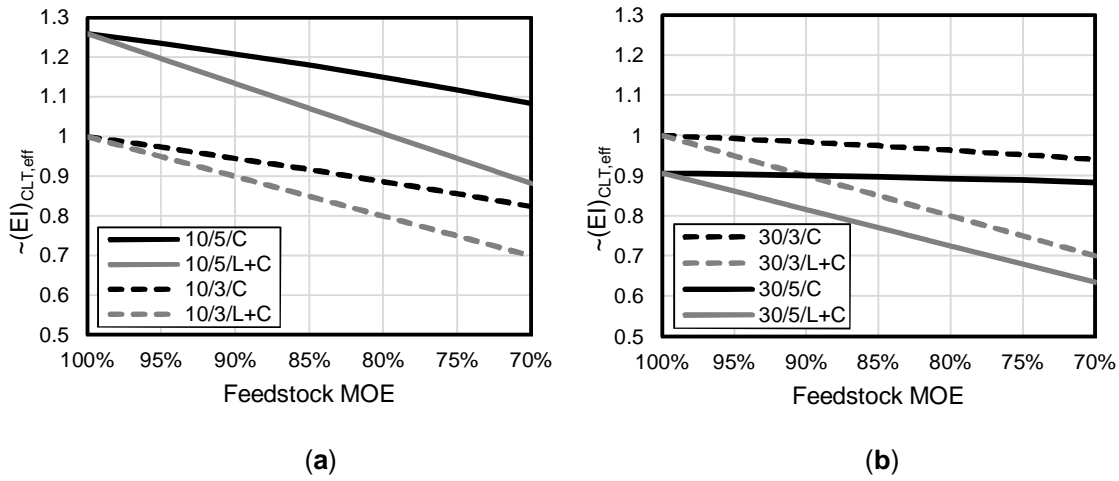 1.3
1.2
1.1
1
0.9
0.8
0.7
0.6
0.5
~(EI)CLT,eff
10/5/C
10/5/L+C
10/3/C
10/3/L+C
100% 95% 90% 85% 80% 75% 70%
Feedstock MOE
(a)
1.3
1.2
1.1
1
0.9
0.8
0.7
0.6
0.5
~(EI)CLT,eff
30/3/C
30/3/L+C
30/5/C
30/5/L+C
100% 95% 90% 85% 80% 75% 70%
Feedstock MOE
(b)